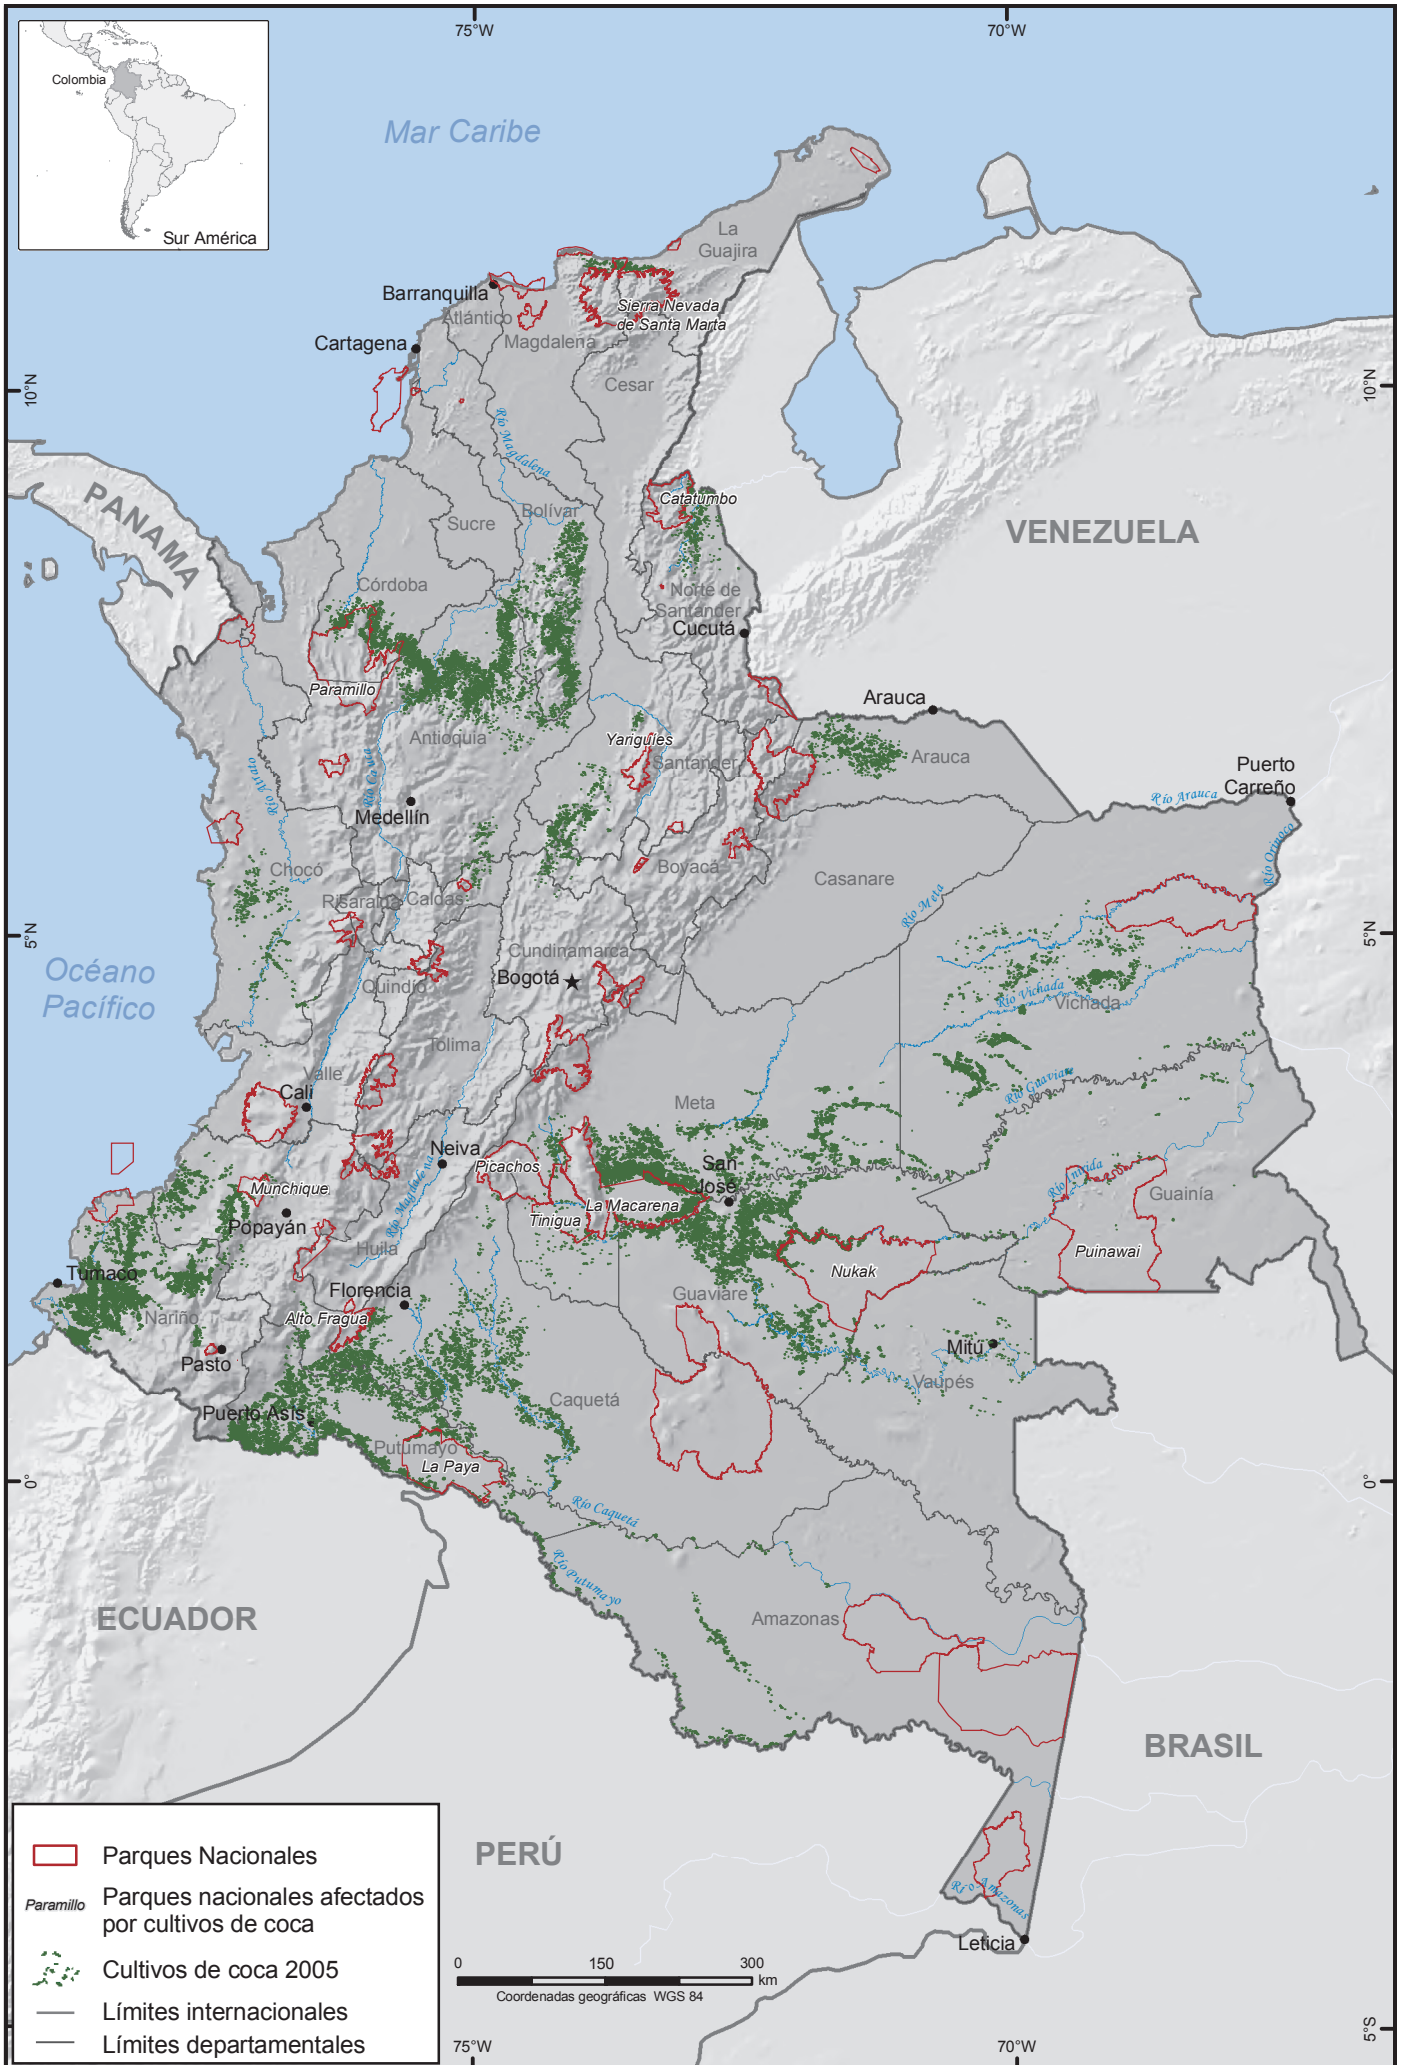 75°W
70°W
Colombia
Sur América
Mar Caribe
La
Guajira
Barranquilla
Atlántico
Sierra Nevada
de Santa Marta
Magdalena
Cartagena
Cesar
10°N
10°N
Río Magdalena
PANAMA
Catatumbo
Sucre
Bolívar
VENEZUELA
Córdoba
Norte de
Santander
Cucutá
Paramillo
Arauca
Antioquia
Yariguíes
Santander
Arauca
Puerto
Carreño
Río Arauca
Río Atrato
Río Cauca
Medellín
Río Orinoco
Chocó
Boyacá
Casanare
Risaralda
Caldas
Río Meta
5°N
5°N
Cundinamarca
Océano
Pacífico
Bogotá
Quindío
Río Vichada
Vichada
Tolima
Valle
Cali
Río Guaviare
Meta
Neiva
Picachos
San
José
Munchique
Río Inírida
Guainía
La Macarena
Popayán
Tinigua
Río Magdalena
Huila
Puinawai
Nukak
Tumaco
Florencia
Guaviare
Nariño
Alto Fragua
Mitú
Pasto
Vaupés
Caquetá
Puerto Asís
Putumayo
La Paya
0°
0°
Río Caquetá
Río Putumayo
ECUADOR
Amazonas
BRASIL
PERÚ
Parques Nacionales
Paramillo
Parques nacionales afectados
por cultivos de coca
Cultivos de coca 2005
Límites internacionales
Límites departamentales
Río Amazonas
Leticia
0 150 300
km
Coordenadas geográficas WGS 84
5°S
75°W
70°W